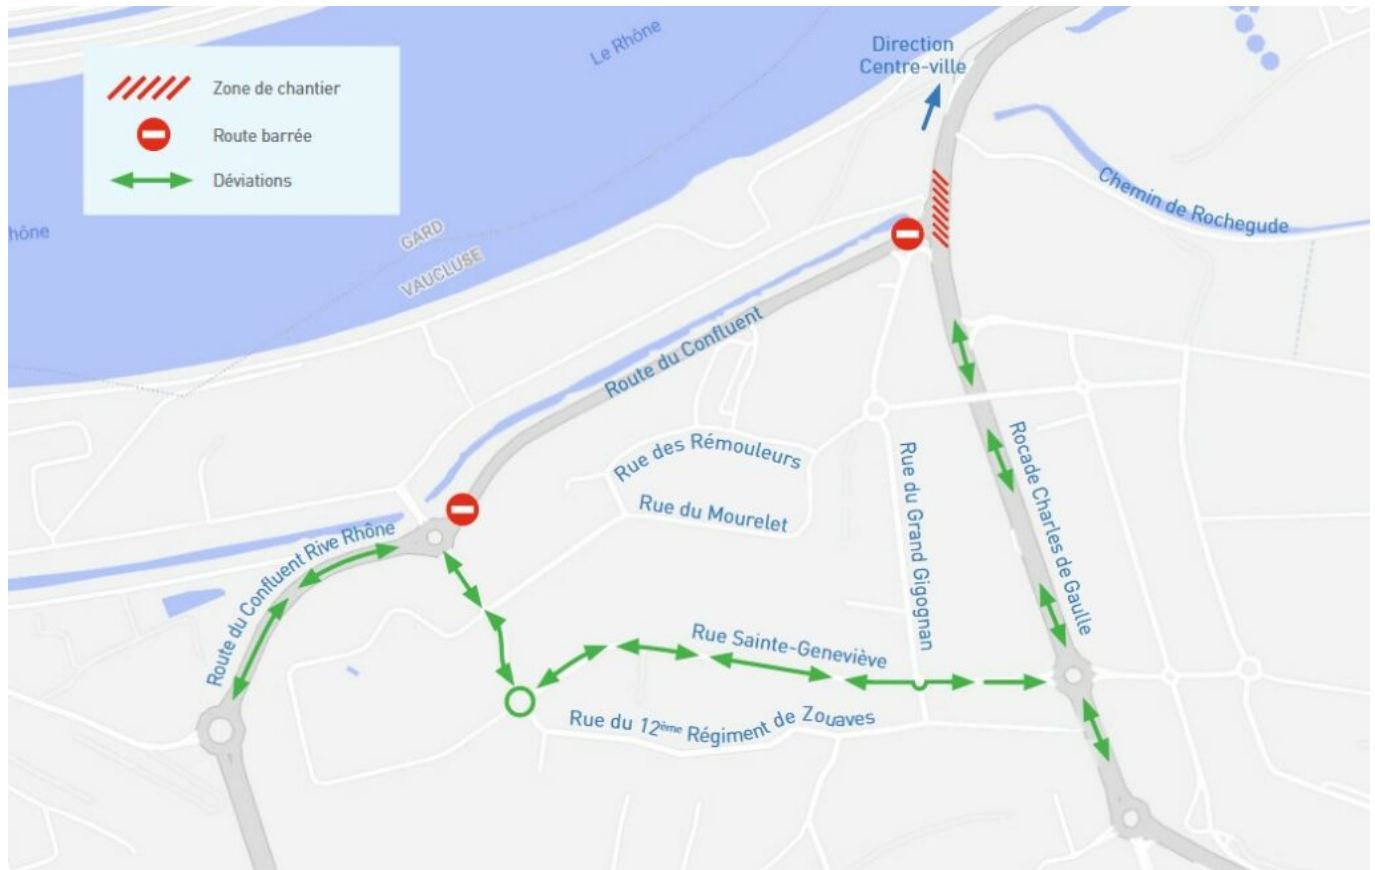 Le Rhône
Direction
Centre-ville
Zone de chantier
Route barrée
Déviations
Chemin de Rochegude
hône
GARD
VAUCLUSE
Route du Confluent
Rue des Rémouleurs
Rue du Mourelet
Rue du Grand Gigognan
Rocade Charles de Gaulle
Route du Confluent Rive Rhône
Rue Sainte-Geneviève
Rue du 12ème Régiment de Zouaves